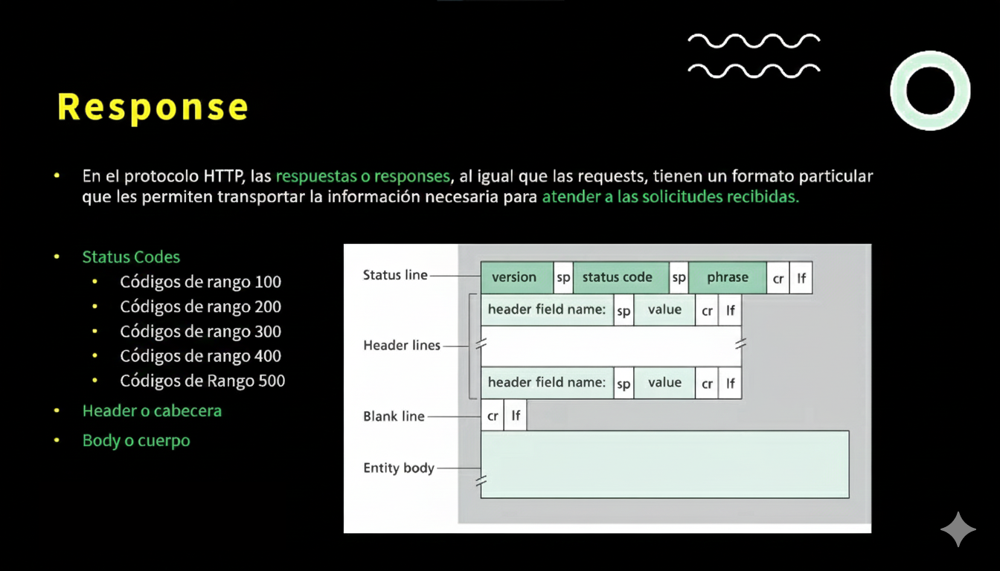 Response
En el protocolo HTTP, las respuestas o responses, al igual que las requests, tienen un formato particular
que les permiten transportar la información necesaria para atender a las solicitudes recibidas.
Status Codes
Códigos de rango 100
Códigos de rango 200
Códigos de rango 300
Códigos de rango 400
Códigos de Rango 500
Header o cabecera
Body o cuerpo
Status line version sp status code sp phrase cr lf
header field name: sp value cr lf
Header lines
header field name: sp value cr lf
Blank line cr lf
Entity body